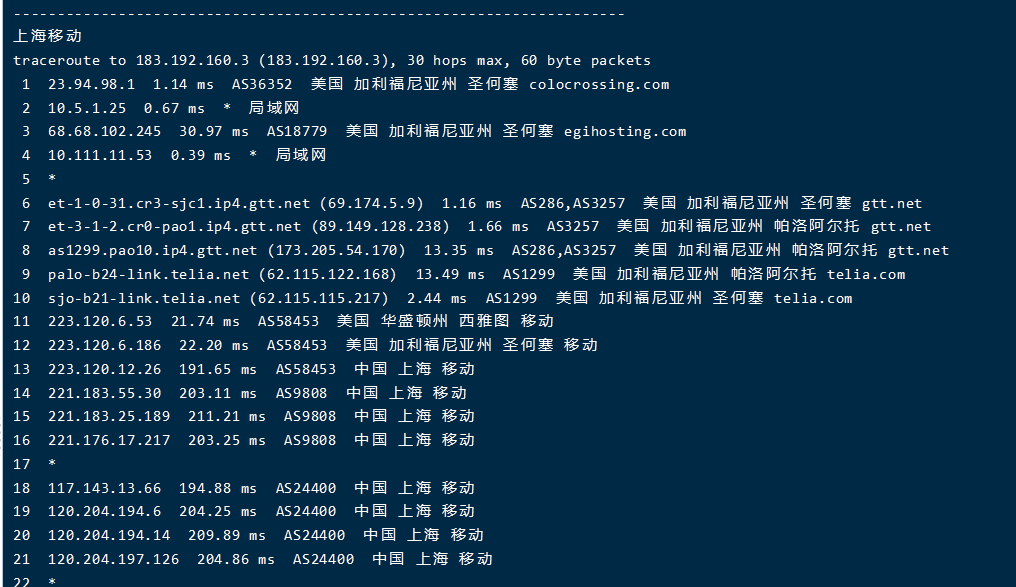 ----------------------------------------------------------------------
上海移动
traceroute to 183.192.160.3 (183.192.160.3), 30 hops max, 60 byte packets
1 23.94.98.1 1.14 ms AS36352 美国 加利福尼亚州 圣何塞 colocrossing.com
2 10.5.1.25 0.67 ms * 局域网
3 68.68.102.245 30.97 ms AS18779 美国 加利福尼亚州 圣何塞 egihosting.com
4 10.111.11.53 0.39 ms * 局域网
5 *
6 et-1-0-31.cr3-sjc1.ip4.gtt.net (69.174.5.9) 1.16 ms AS286,AS3257 美国 加利福尼亚州 圣何塞 gtt.net
7 et-3-1-2.cr0-pao1.ip4.gtt.net (89.149.128.238) 1.66 ms AS3257 美国 加利福尼亚州 帕洛阿尔托 gtt.net
8 as1299.pao10.ip4.gtt.net (173.205.54.170) 13.35 ms AS286,AS3257 美国 加利福尼亚州 帕洛阿尔托 gtt.net
9 palo-b24-link.telia.net (62.115.122.168) 13.49 ms AS1299 美国 加利福尼亚州 帕洛阿尔托 telia.com
10 sjo-b21-link.telia.net (62.115.115.217) 2.44 ms AS1299 美国 加利福尼亚州 圣何塞 telia.com
11 223.120.6.53 21.74 ms AS58453 美国 华盛顿州 西雅图 移动
12 223.120.6.186 22.20 ms AS58453 美国 加利福尼亚州 圣何塞 移动
13 223.120.12.26 191.65 ms AS58453 中国 上海 移动
14 221.183.55.30 203.11 ms AS9808 中国 上海 移动
15 221.183.25.189 211.21 ms AS9808 中国 上海 移动
16 221.176.17.217 203.25 ms AS9808 中国 上海 移动
17 *
18 117.143.13.66 194.88 ms AS24400 中国 上海 移动
19 120.204.194.6 204.25 ms AS24400 中国 上海 移动
20 120.204.194.14 209.89 ms AS24400 中国 上海 移动
21 120.204.197.126 204.86 ms AS24400 中国 上海 移动
22 *